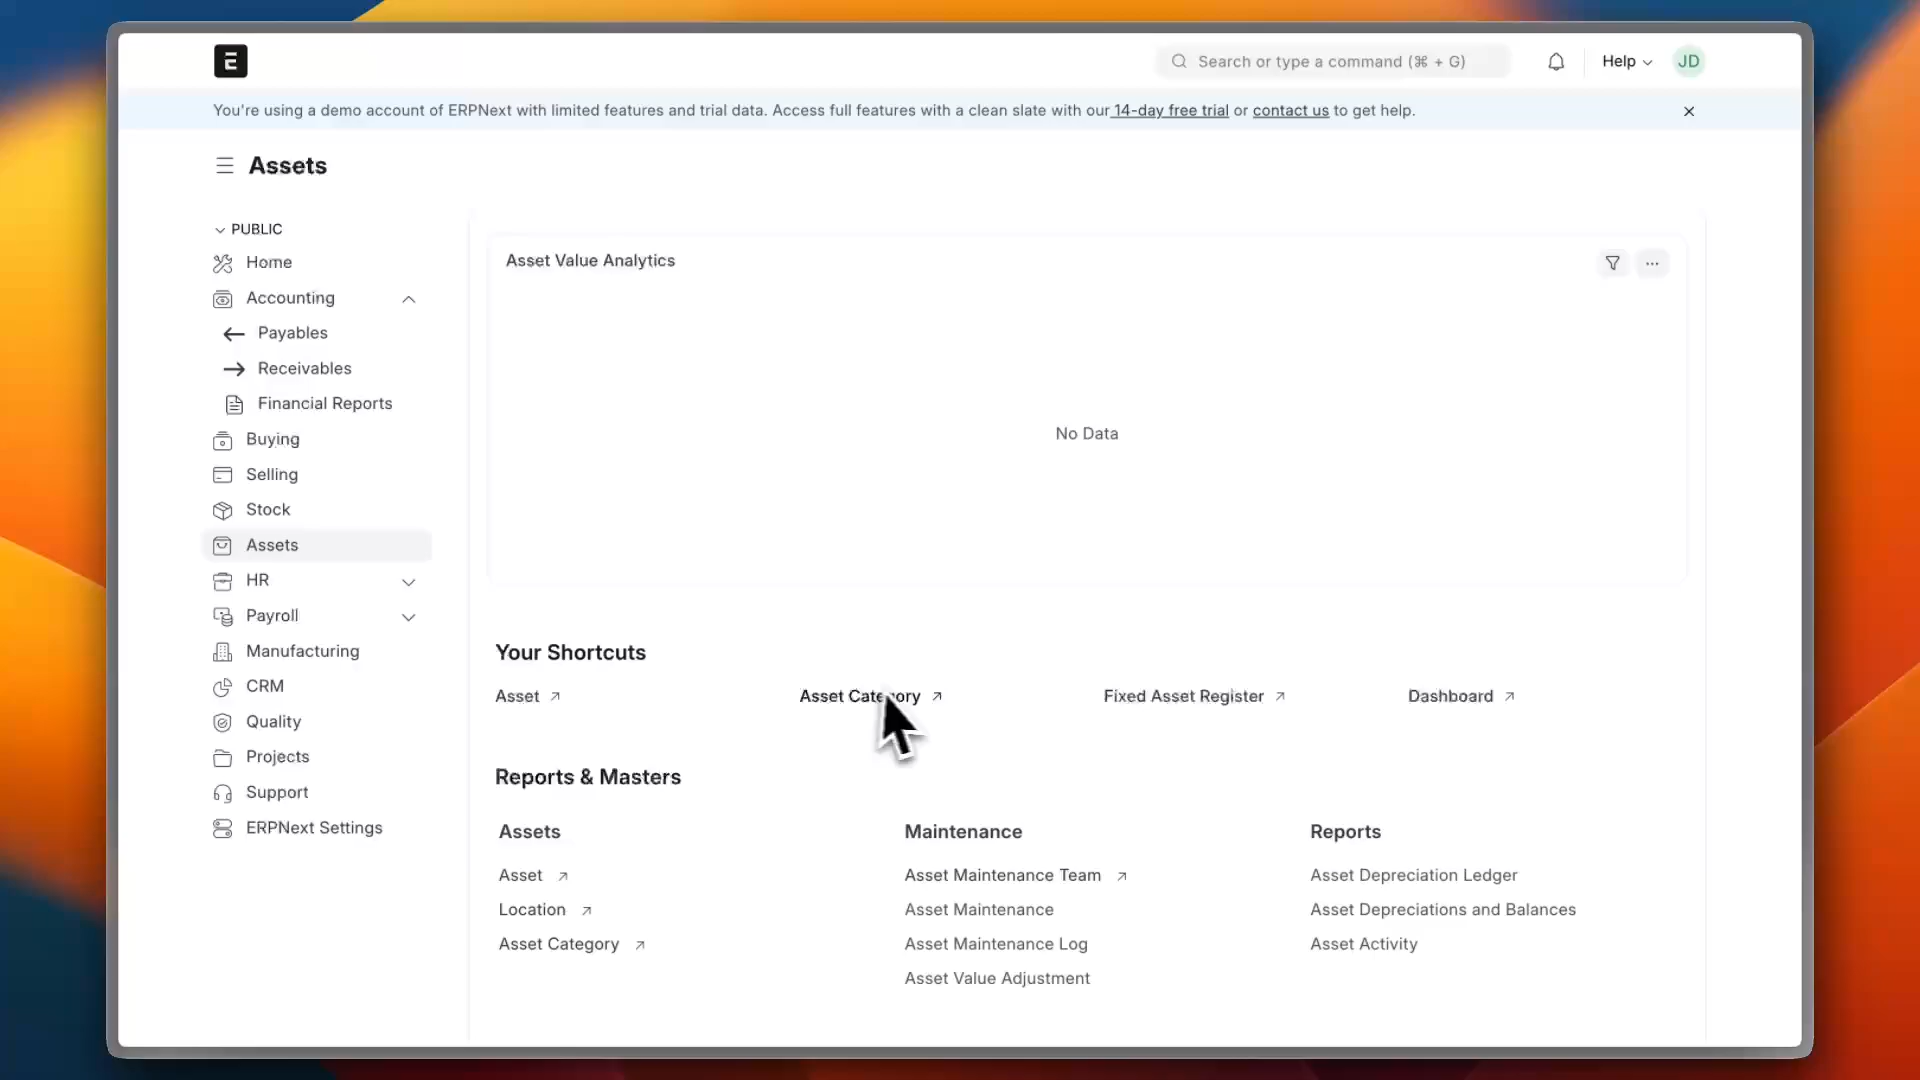 E
Search or type a command (⌘ + G)
Help
JD
You're using a demo account of ERPNext with limited features and trial data. Access full features with a clean slate with our 14-day free trial or contact us to get help.
Assets
PUBLIC
Home
Accounting
Payables
Receivables
Financial Reports
Buying
Selling
Stock
Assets
HR
Payroll
Manufacturing
CRM
Quality
Projects
Support
ERPNext Settings
Asset Value Analytics
No Data
Your Shortcuts
Asset
Asset Category
Fixed Asset Register
Dashboard
Reports & Masters
Assets
Asset
Location
Asset Category
Maintenance
Asset Maintenance Team
Asset Maintenance
Asset Maintenance Log
Asset Value Adjustment
Reports
Asset Depreciation Ledger
Asset Depreciations and Balances
Asset Activity